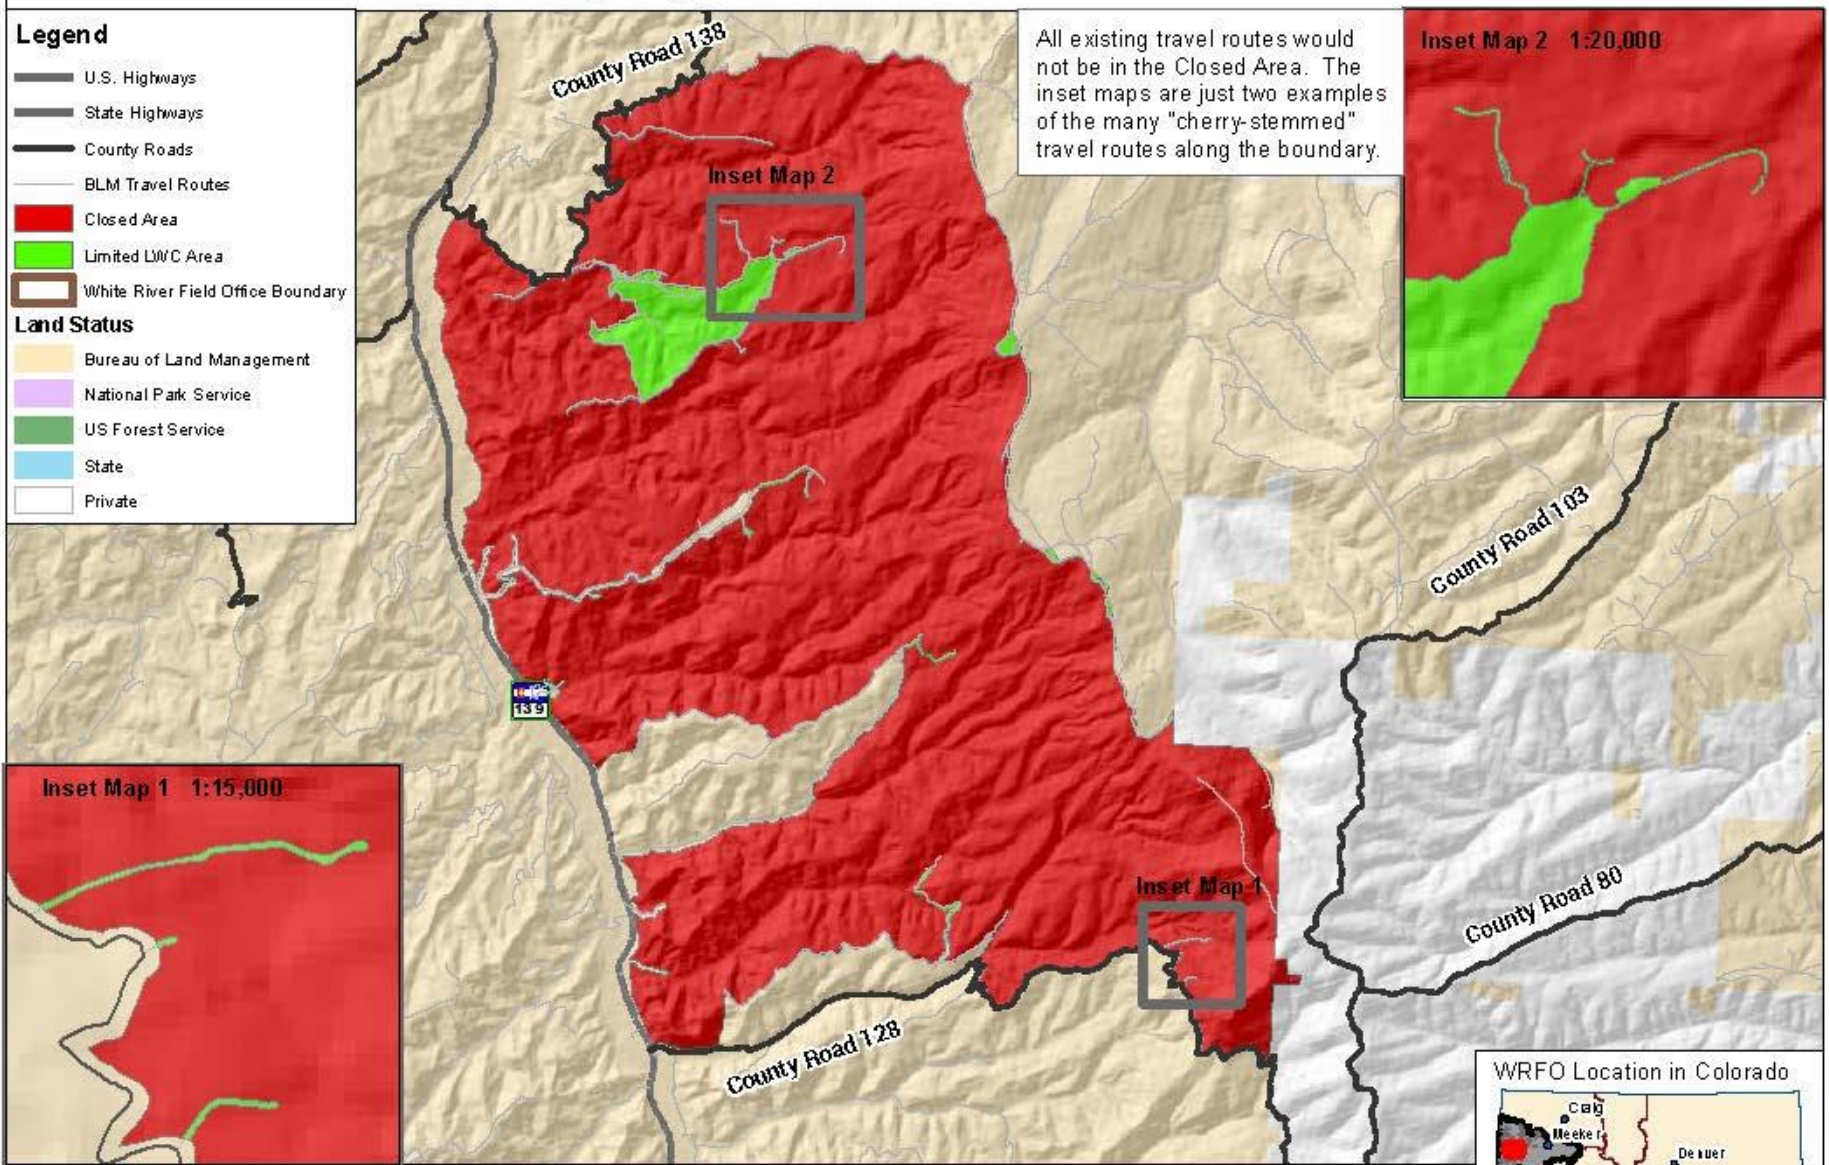 Legend
U.S. Highways
State Highways
County Roads
BLM Travel Routes
Closed Area
Limited LWC Area
White River Field Office Boundary
Land Status
Bureau of Land Management
National Park Service
US Forest Service
State
Private
County Road 138
All existing travel routes would
not be in the Closed Area. The
inset maps are just two examples
of the many "cherry-stemmed"
travel routes along the boundary.
Inset Map 2 1:20,000
Inset Map 2
County Road 103
139
Inset Map 1 1:15,000
Inset Map 1
County Road 80
County Road 128
WRFO Location in Colorado
Craig
Meeker
Denver